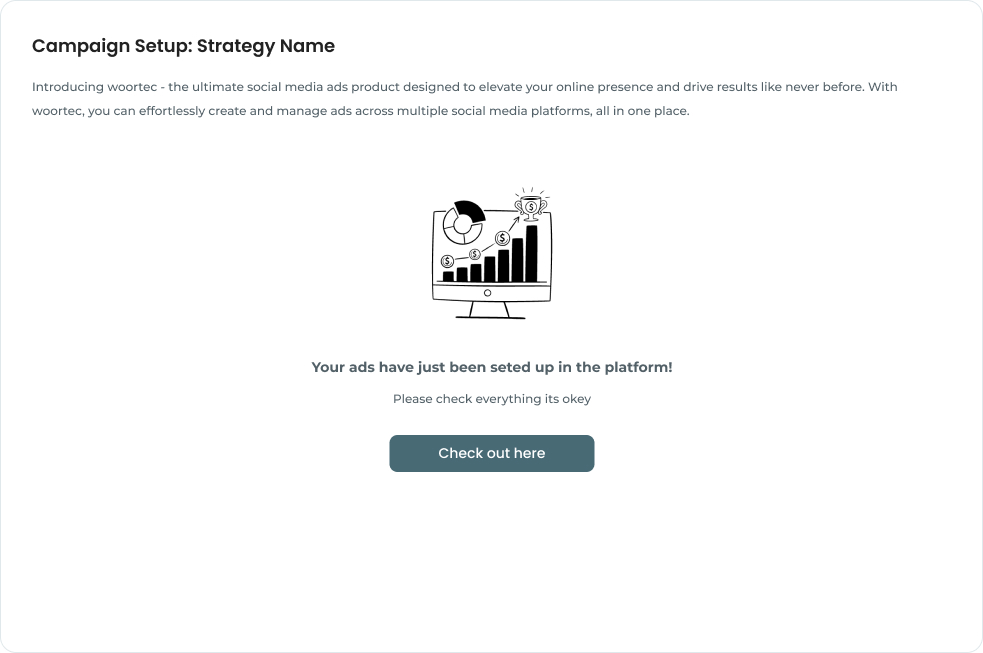 Campaign Setup: Strategy Name
Introducing woortec - the ultimate social media ads product designed to elevate your online presence and drive results like never before. With
woortec, you can effortlessly create and manage ads across multiple social media platforms, all in one place.
$
$
$
$
Your ads have just been seted up in the platform!
Please check everything its okey
Check out here